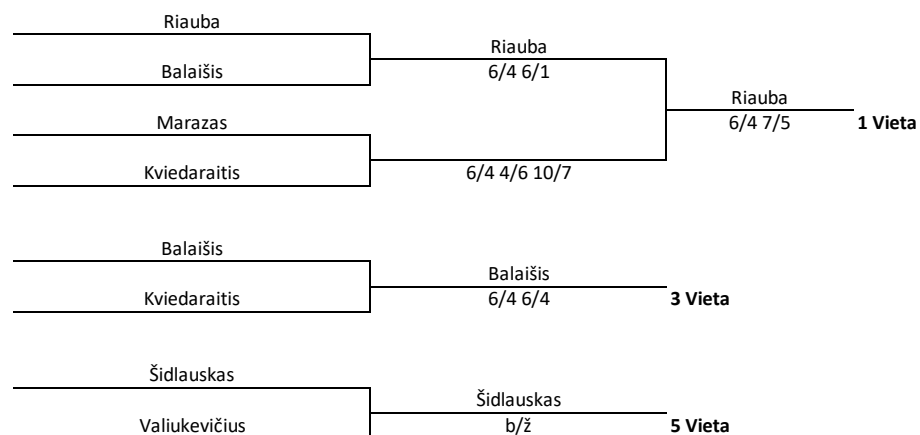 Riauba
Riauba
Balaišis
6/4 6/1
Riauba
Marazas
6/4 7/5
1 Vieta
Kviedaraitis
6/4 4/6 10/7
Balaišis
Balaišis
Kviedaraitis
6/4 6/4
3 Vieta
Šidlauskas
Šidlauskas
Valiukevičius
b/ž
5 Vieta